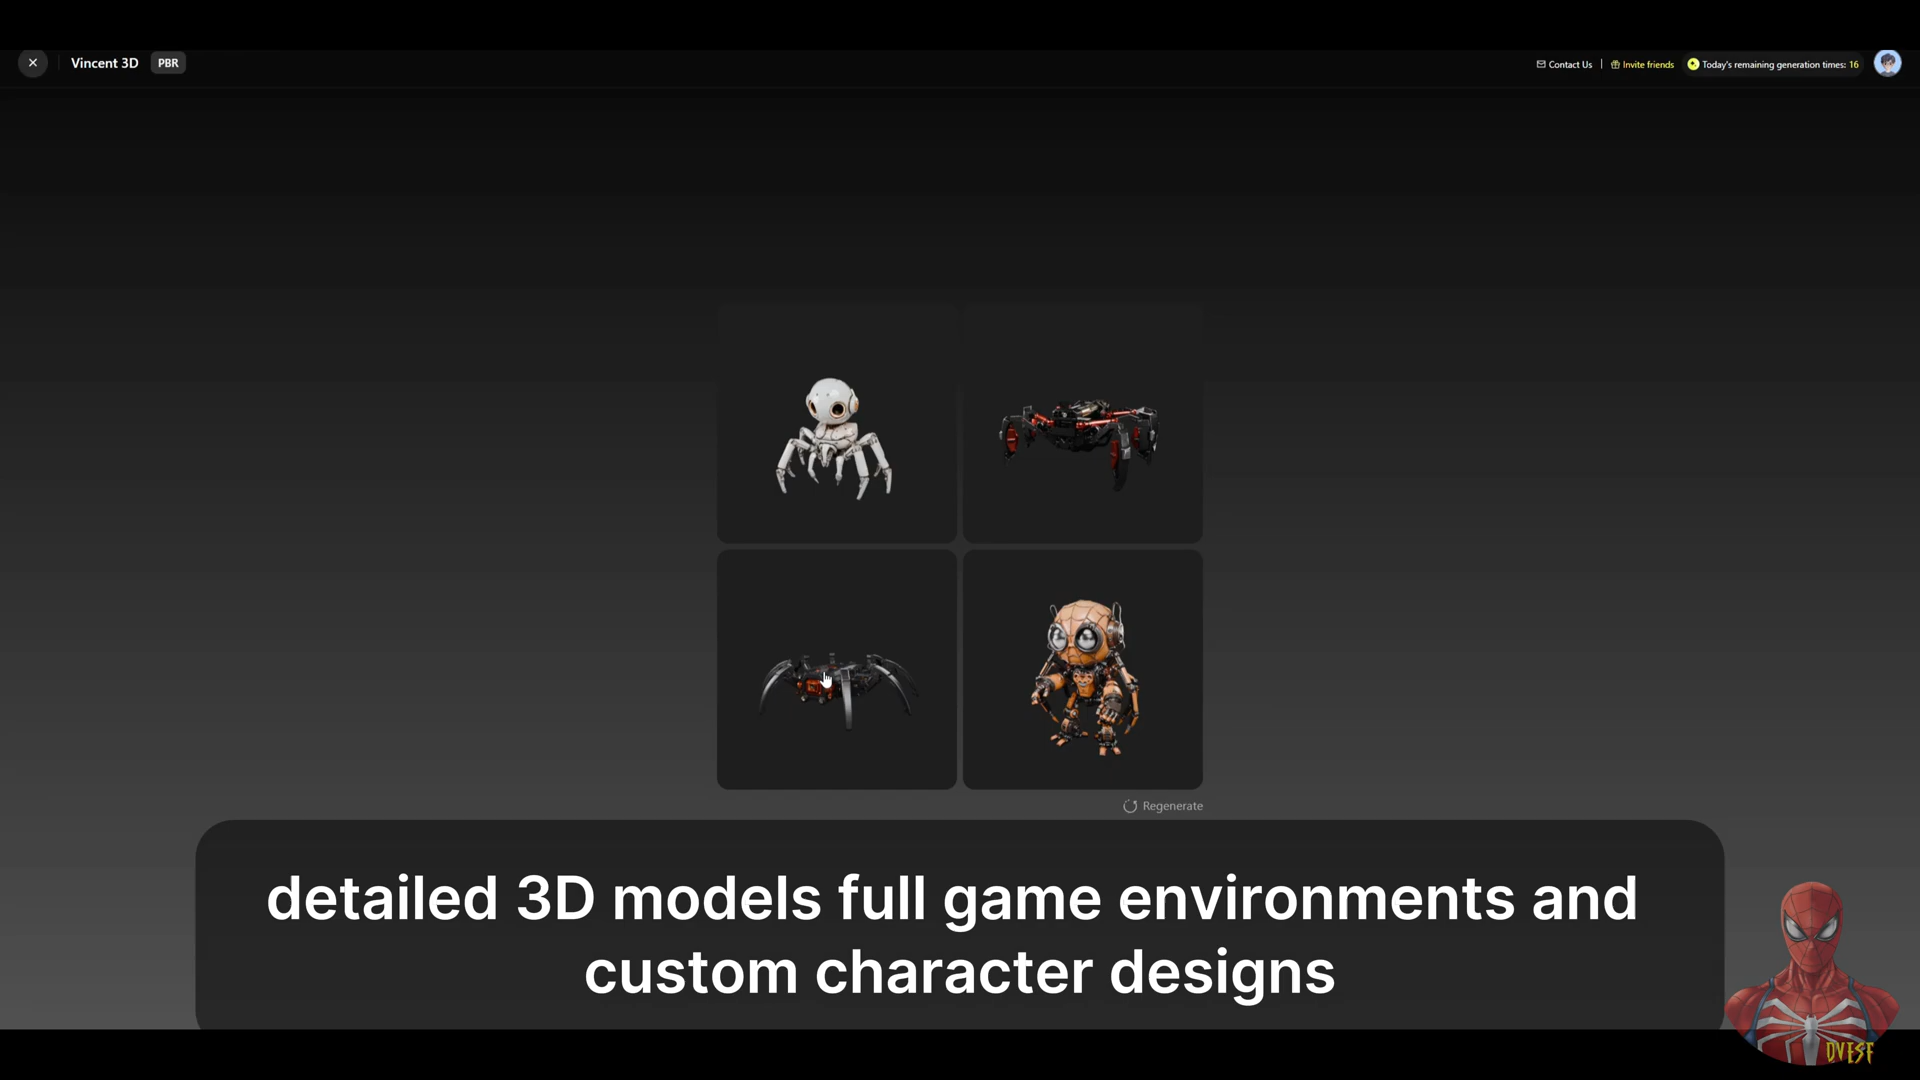 Vincent 3D PBR
Contact Us | Invite friends Today's remaining generation times: 16
Regenerate
detailed 3D models full game environments and
custom character designs
DVESF